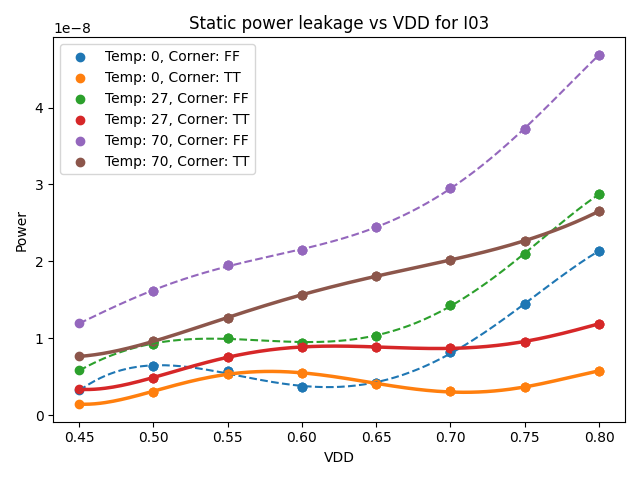 Static power leakage vs VDD for I03
1e−8
Temp: 0, Corner: FF
Temp: 0, Corner: TT
Temp: 27, Corner: FF
Temp: 27, Corner: TT
Temp: 70, Corner: FF
Temp: 70, Corner: TT
Power
4
3
2
1
0
0.45 0.50 0.55 0.60 0.65 0.70 0.75 0.80
VDD